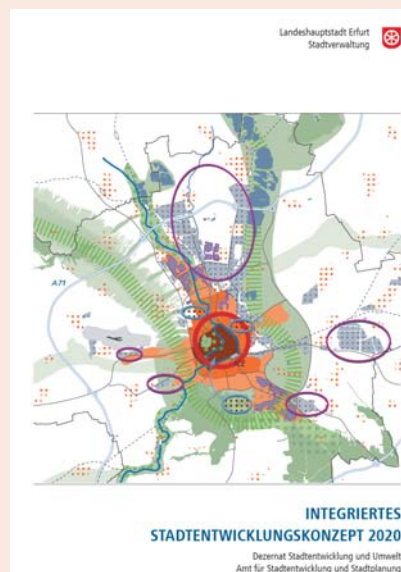 Landeshauptstadt Erfurt
Stadtverwaltung
A71
INTEGRIERTES
STADTENTWICKLUNGSKONZEPT 2020
Dezernat Stadtentwicklung und Umwelt
Amt für Stadtentwicklung und Stadtplanung